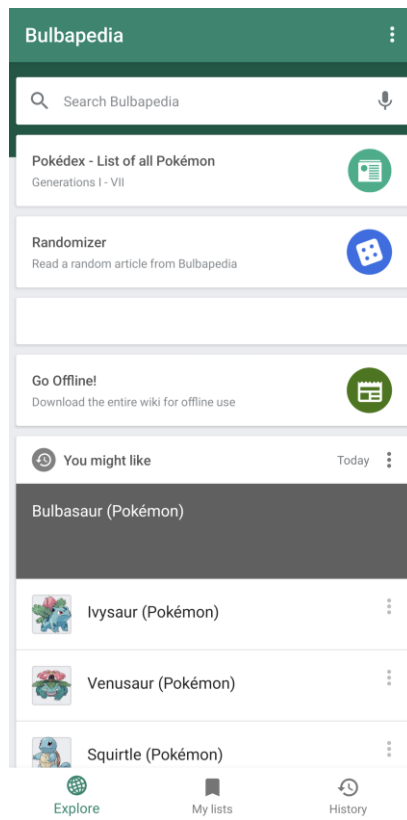 Bulbapedia
Search Bulbapedia
Pokédex - List of all Pokémon
Generations I - VII
Randomizer
Read a random article from Bulbapedia
Go Offline!
Download the entire wiki for offline use
You might like
Today
Bulbasaur (Pokémon)
Ivysaur (Pokémon)
Venusaur (Pokémon)
Squirtle (Pokémon)
Explore
My lists
History